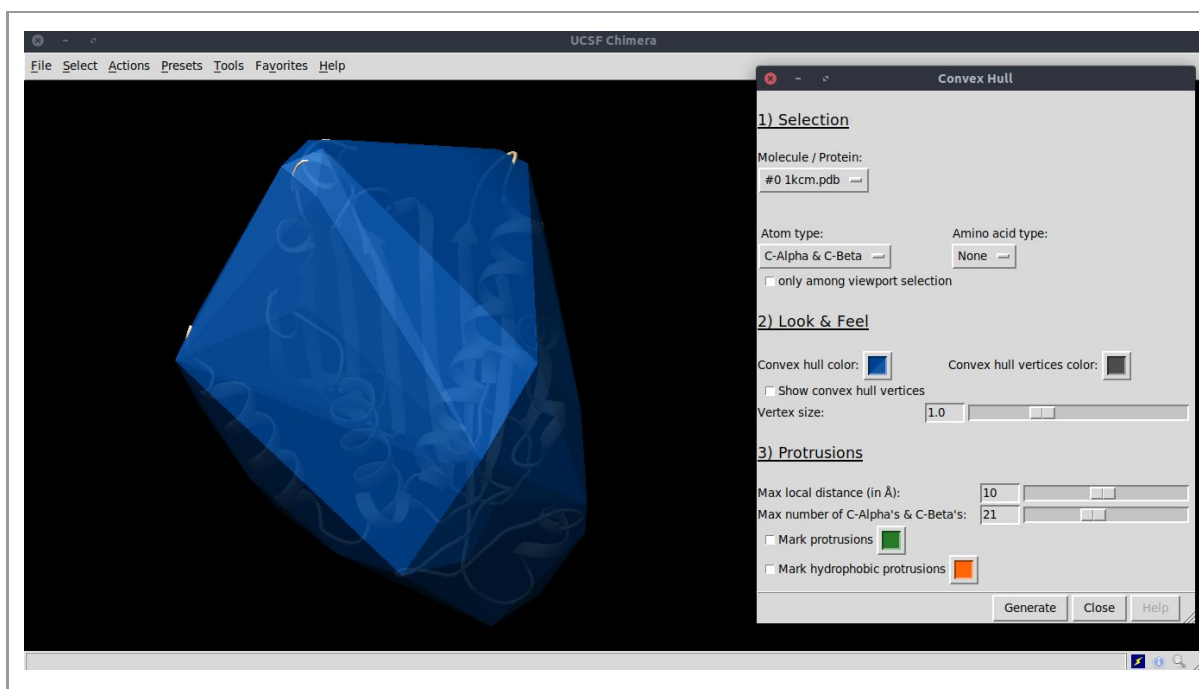 UCSF Chimera
File Select Actions Presets Tools Favorites Help
Convex Hull
1) Selection
Molecule / Protein:
#0 1kcm.pdb
Atom type: Amino acid type:
C-Alpha & C-Beta None
only among viewport selection
2) Look & Feel
Convex hull color: Convex hull vertices color:
Show convex hull vertices
Vertex size: 1.0
3) Protrusions
Max local distance (in Å): 10
Max number of C-Alpha's & C-Beta's: 21
Mark protrusions
Mark hydrophobic protrusions
Generate Close Help